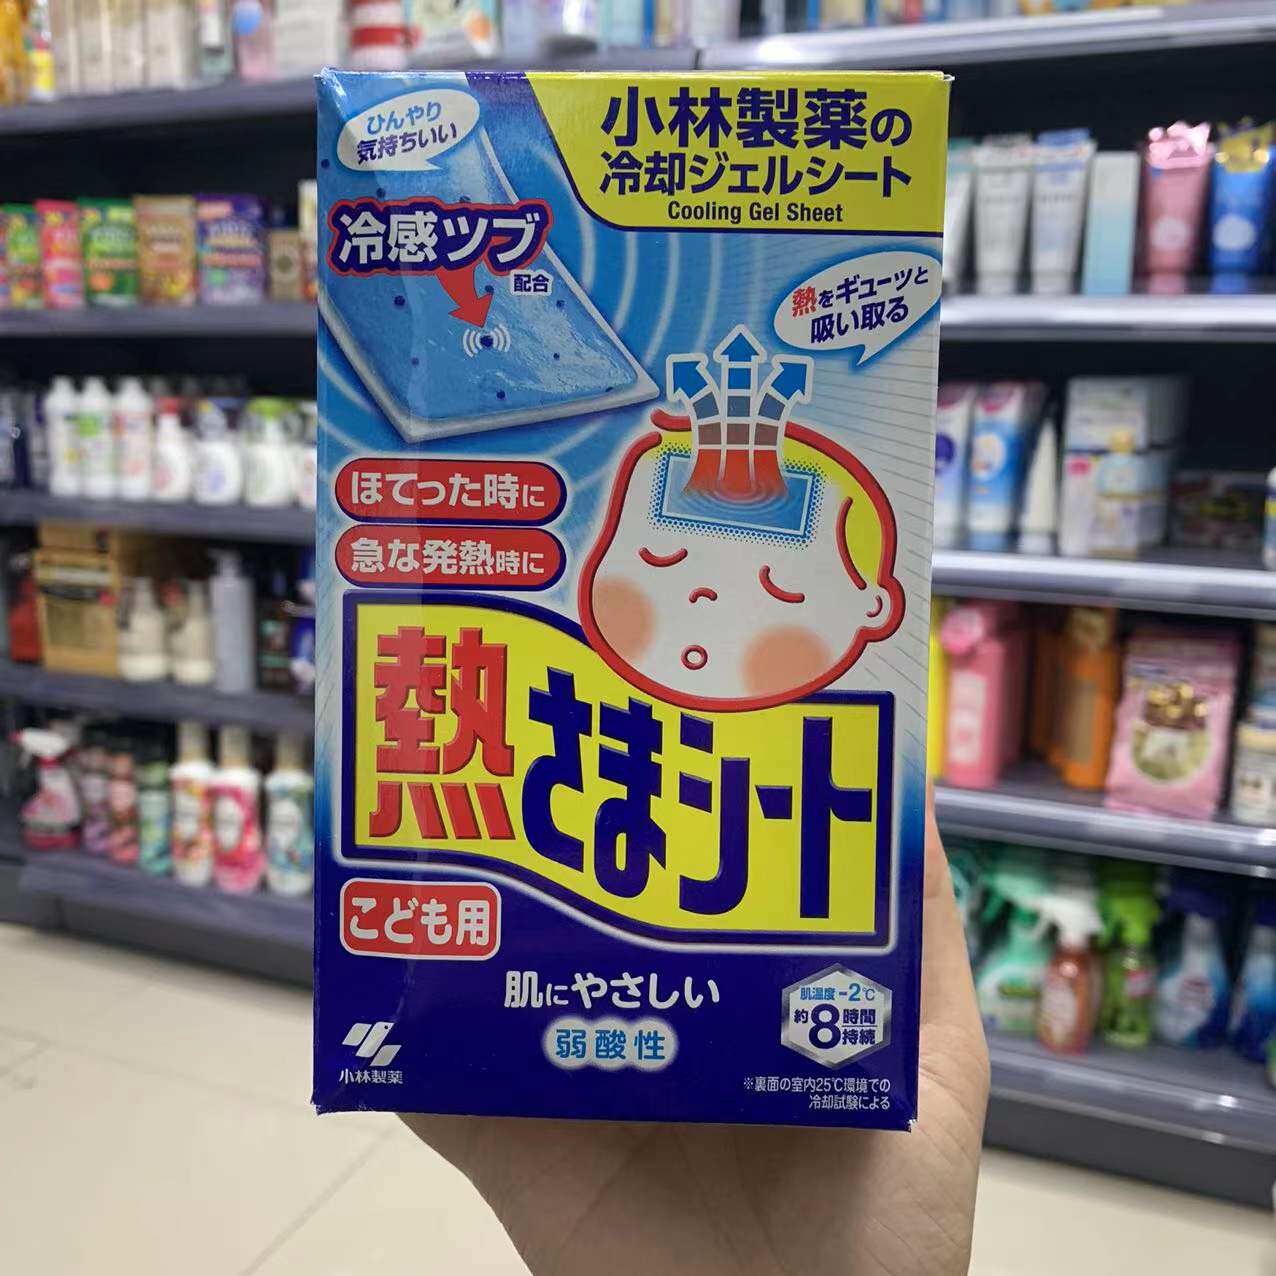 小林製薬の
冷却ジェルシート
Cooling Gel Sheet
ひんやり
気持ちいい
冷感ツブ
配合
熱をギューッと
吸い取る
ほてった時に
急な発熱時に
熱さまシート
こども用
肌にやさしい
弱酸性
肌温度-2℃
約8時間
持続
小林製薬
※裏面の室内25℃環境での
冷却試験による